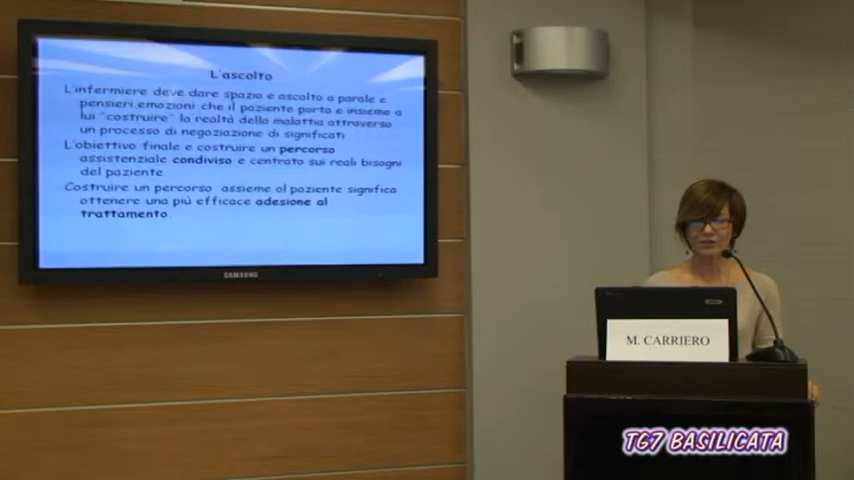 L'ascolto
L'infermiere deve dare spazio e ascolto a parole e
pensieri,emozioni che il paziente porta e insieme a
lui "costruire" la realtà della malattia attraverso
un processo di negoziazione di significati
L'obiettivo finale e costruire un percorso
assistenziale condiviso e centrato sui reali bisogni
del paziente.
Costruire un percorso assieme al paziente significa
ottenere una più efficace adesione al
trattamento.
SAMSUNG
M. CARRIERO
TG7 BASILICATA